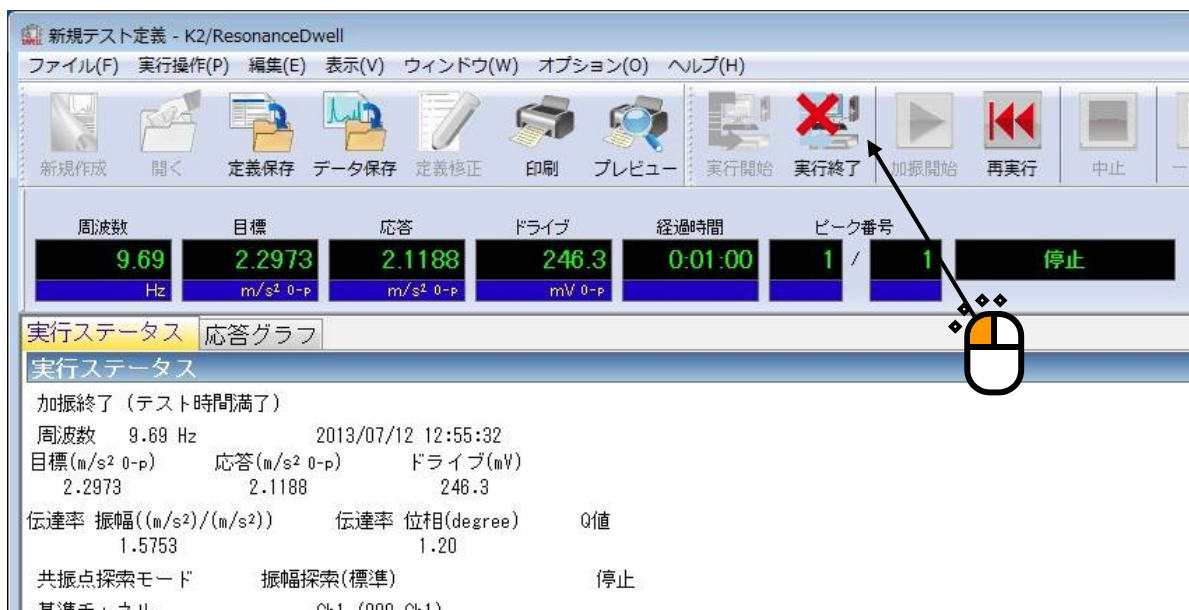 新規テスト定義 - K2/ResonanceDwell
ファイル(F) 実行操作(P) 編集(E) 表示(V) ウィンドウ(W) オプション(O) ヘルプ(H)
新規作成 開く 定義保存 データ保存 定義修正 印刷 プレビュー 実行開始 実行終了 加振開始 再実行 中止
周波数 目標 応答 ドライブ 経過時間 ピーク番号
9.69 2.2973 2.1188 246.3 0:01:00 1 / 1 停止
Hz m/s² 0-p m/s² 0-p mV 0-p
実行ステータス 応答グラフ
実行ステータス
加振終了 (テスト時間満了)
周波数 9.69 Hz 2013/07/12 12:55:32
目標(m/s² 0-p) 応答(m/s² 0-p) ドライブ(mV)
2.2973 2.1188 246.3
伝達率 振幅((m/s²)/(m/s²)) 伝達率 位相(degree) Q値
1.5753 1.20
共振点探索モード 振幅探索(標準) 停止